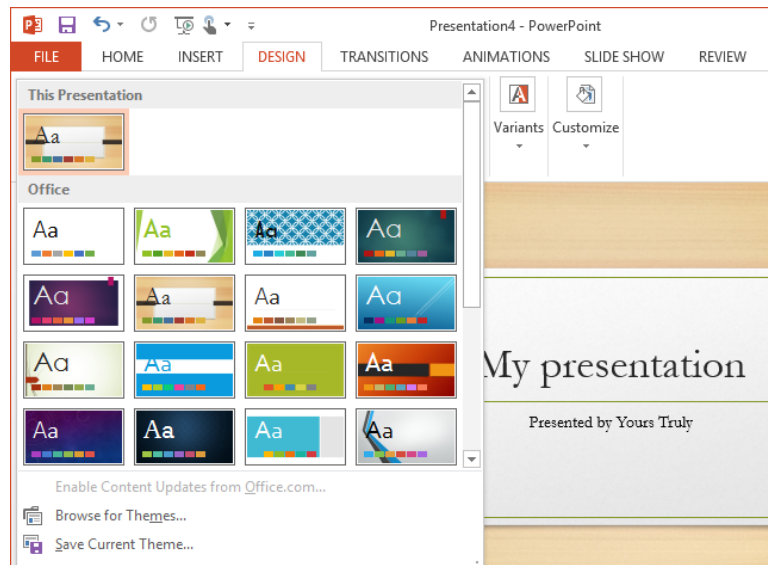 Presentation4 - PowerPoint
FILE HOME INSERT DESIGN TRANSITIONS ANIMATIONS SLIDE SHOW REVIEW
This Presentation
Aa
Office
Aa Aa Aa Aa
Aa Aa Aa Aa
Aa Aa Aa Aa
Aa Aa Aa Aa
Enable Content Updates from Office.com...
Browse for Themes...
Save Current Theme...
A
Variants Customize
My presentation
Presented by Yours Truly